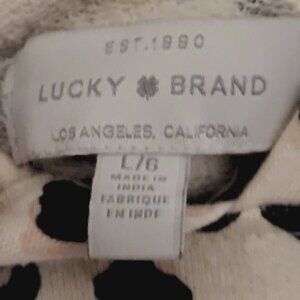 EST.1990
LUCKY BRAND
LOS ANGELES, CALIFORNIA
L/G
MADE IN
INDIA
FABRIQUE
EN INDE